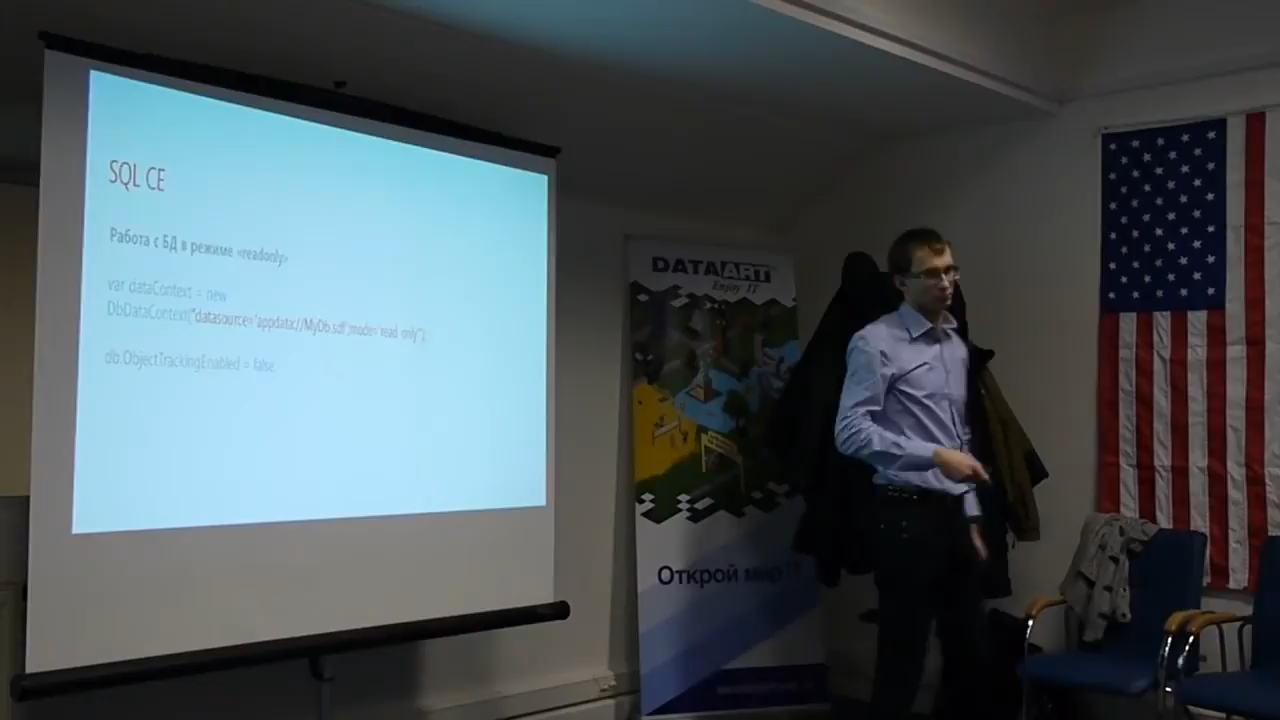 SQL CE
Работа с БД в режиме «readonly»
var dataContext = new
DbDataContext("datasource='appdata://MyDb.sdf';mode='read only'");
db.ObjectTrackingEnabled = false
DATAART
Enjoy IT
Открой мир IT